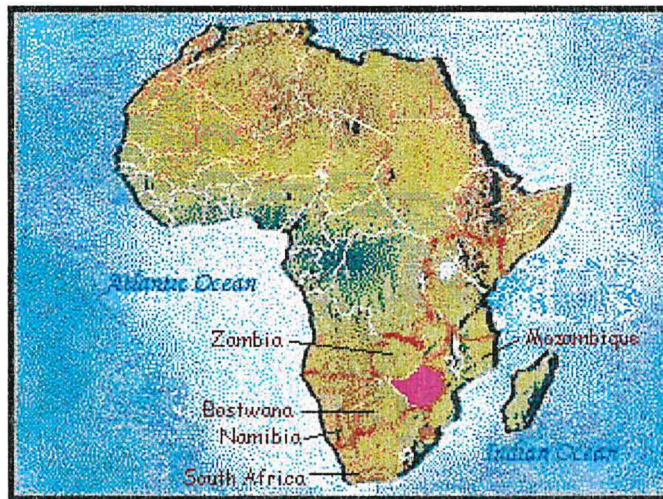 Atlantic Ocean
Zambia
Mozambique
Bostwana
Namibia
Indian Ocean
South Africa